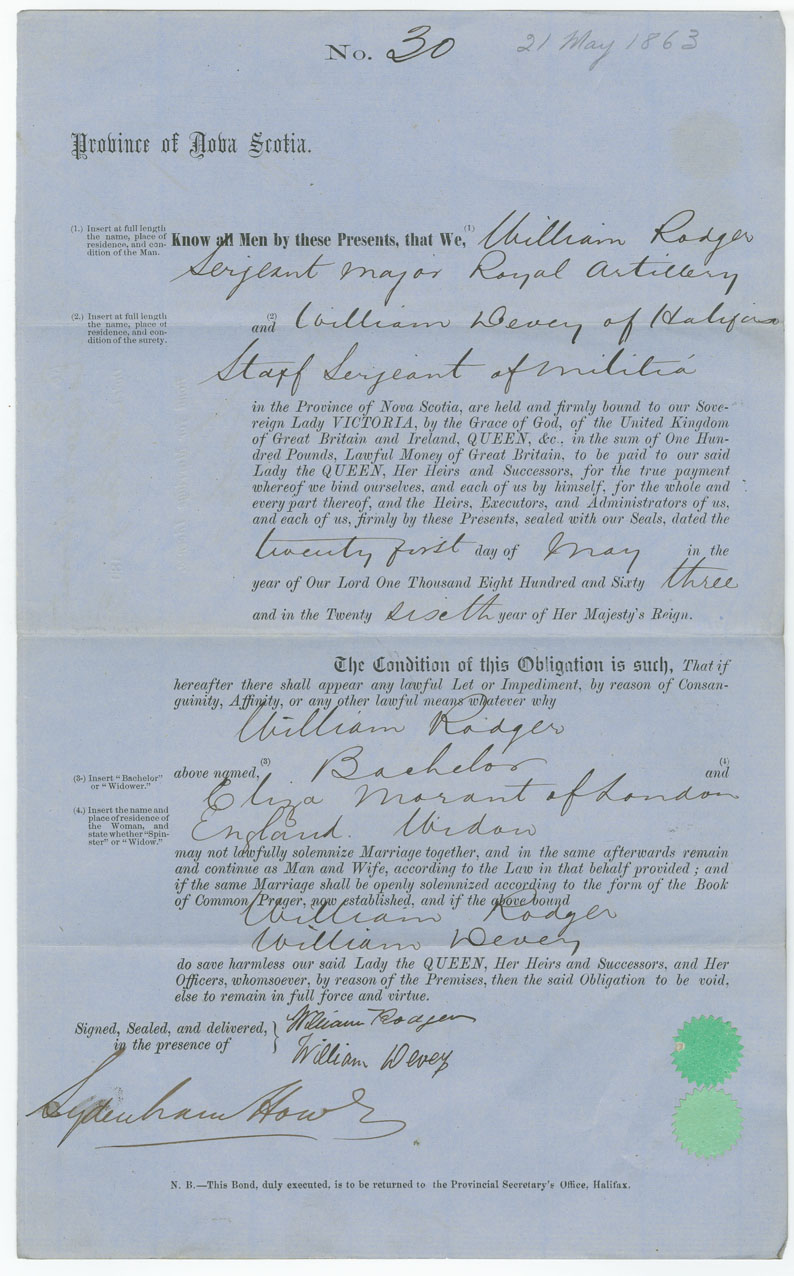 No. 30
21 May 1863
Province of Nova Scotia.
(1.) Insert at full length
the name, place of
residence, and con-
dition of the Man.
Know all Men by these Presents, that We,(1) William Rodger
Serjeant Major Royal Artillery
(2.) Insert at full length
the name, place of
residence, and con-
dition of the surety.
(2)
and William Devey of Halifax
Staff Serjeant of Militia
in the Province of Nova Scotia, are held and firmly bound to our Sove-
reign Lady VICTORIA, by the Grace of God, of the United Kingdom
of Great Britain and Ireland, QUEEN, &c., in the sum of One Hun-
dred Pounds, Lawful Money of Great Britain, to be paid to our said
Lady the QUEEN, Her Heirs and Successors, for the true payment
whereof we bind ourselves, and each of us by himself, for the whole and
every part thereof, and the Heirs, Executors, and Administrators of us,
and each of us, firmly by these Presents, sealed with our Seals, dated the
twenty first day of May in the
year of Our Lord One Thousand Eight Hundred and Sixty three
and in the Twenty sixth year of Her Majesty's Reign.
The Condition of this Obligation is such, That if
hereafter there shall appear any lawful Let or Impediment, by reason of Consan-
guinity, Affinity, or any other lawful means whatever why
William Rodger
(3.) Insert "Bachelor"
or "Widower."
above named,(3) Bachelor (4) and
(4.) Insert the name and
place of residence of
the Woman, and
state whether "Spin-
ster" or "Widow."
Eliza Morant of London
England. Widow
may not lawfully solemnize Marriage together, and in the same afterwards remain
and continue as Man and Wife, according to the Law in that behalf provided; and
if the same Marriage shall be openly solemnized according to the form of the Book
of Common Prager, now established, and if the above bound
William Rodger
William Devey
do save harmless our said Lady the QUEEN, Her Heirs and Successors, and Her
Officers, whomsoever, by reason of the Premises, then the said Obligation to be void,
else to remain in full force and virtue.
Signed, Sealed, and delivered, } William Rodger
in the presence of William Devey
Sydenham Howe
N. B.—This Bond, duly executed, is to be returned to the Provincial Secretary's Office, Halifax.